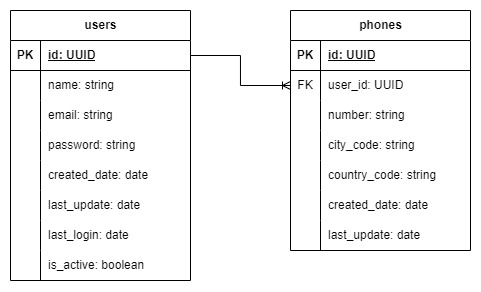 users
PK id: UUID
name: string
email: string
password: string
created_date: date
last_update: date
last_login: date
is_active: boolean
phones
PK id: UUID
FK user_id: UUID
number: string
city_code: string
country_code: string
created_date: date
last_update: date